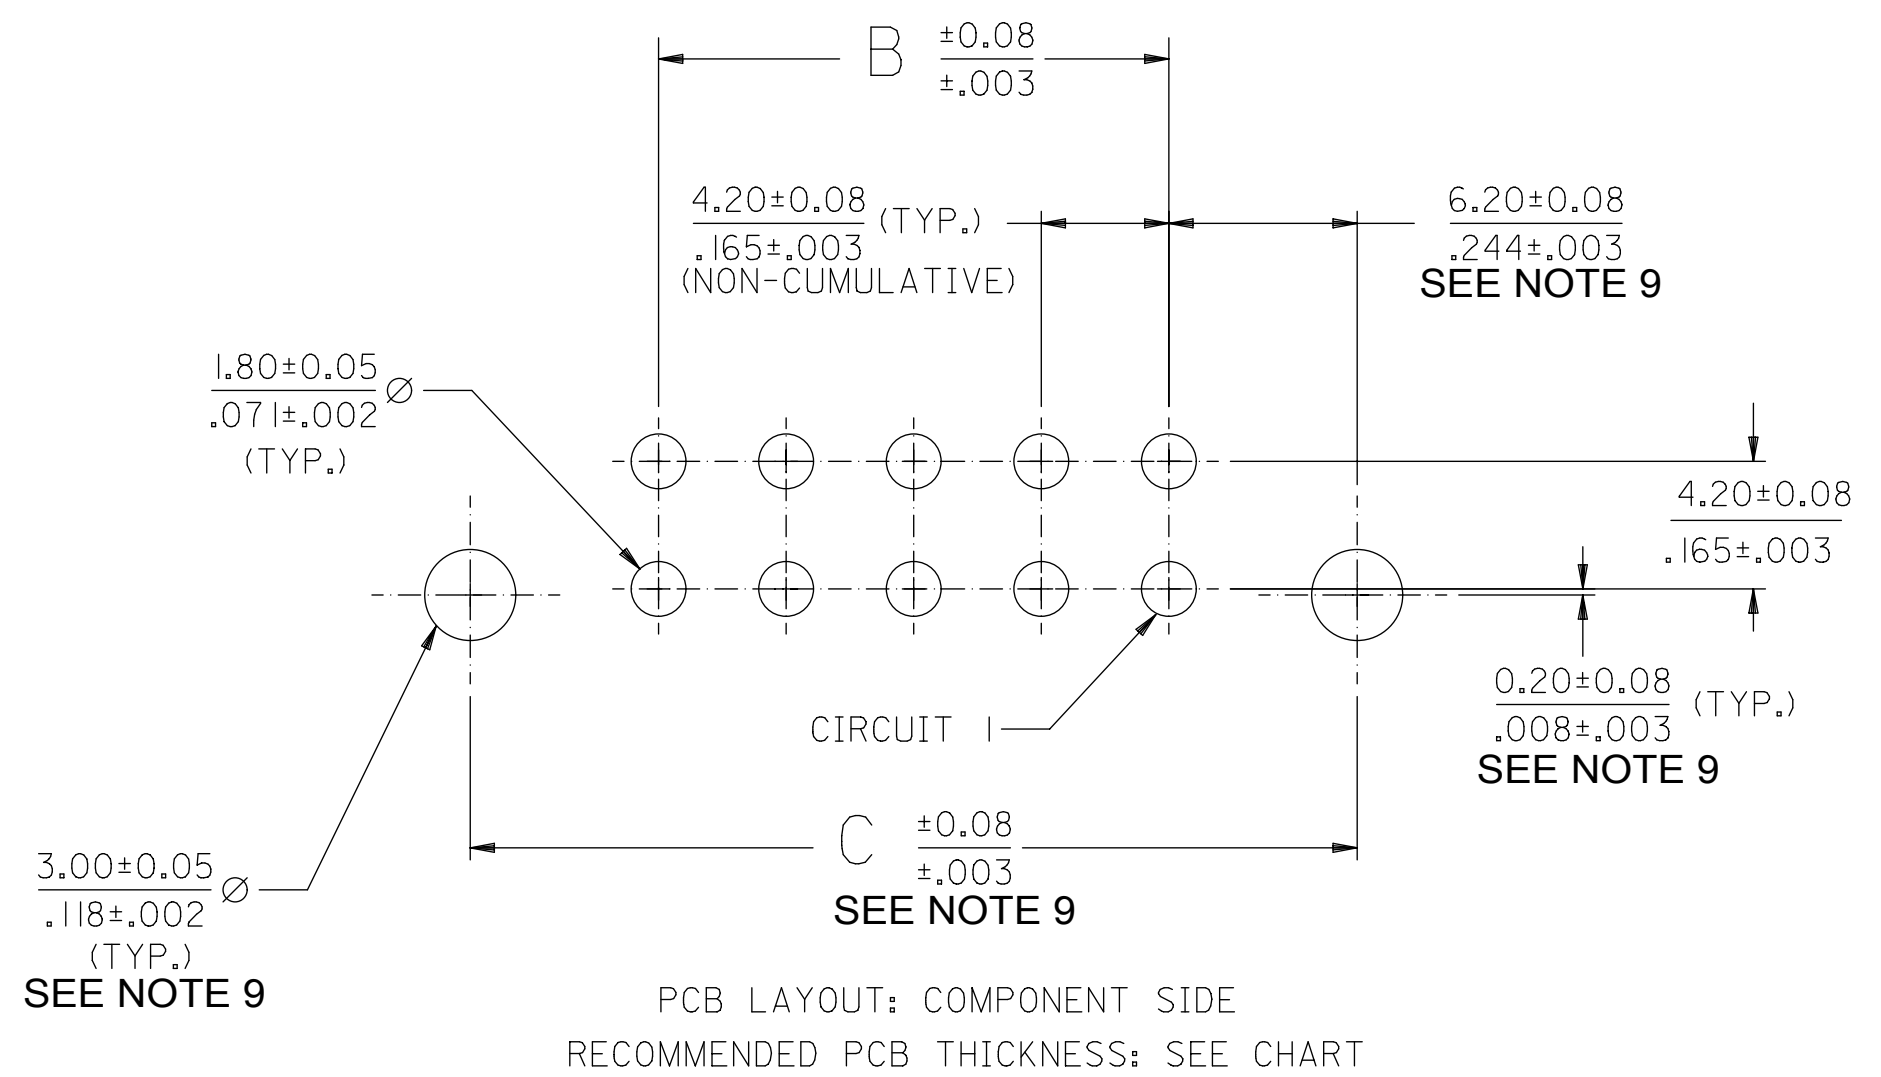 B ±0.08
±.003
4.20±0.08 (TYP.)
.165±.003
(NON-CUMULATIVE)
6.20±0.08
.244±.003
SEE NOTE 9
1.80±0.05 ∅
.071±.002
(TYP.)
4.20±0.08
.165±.003
CIRCUIT 1
0.20±0.08 (TYP.)
.008±.003
SEE NOTE 9
C ±0.08
±.003
SEE NOTE 9
3.00±0.05 ∅
.118±.002
(TYP.)
SEE NOTE 9
PCB LAYOUT: COMPONENT SIDE
RECOMMENDED PCB THICKNESS: SEE CHART